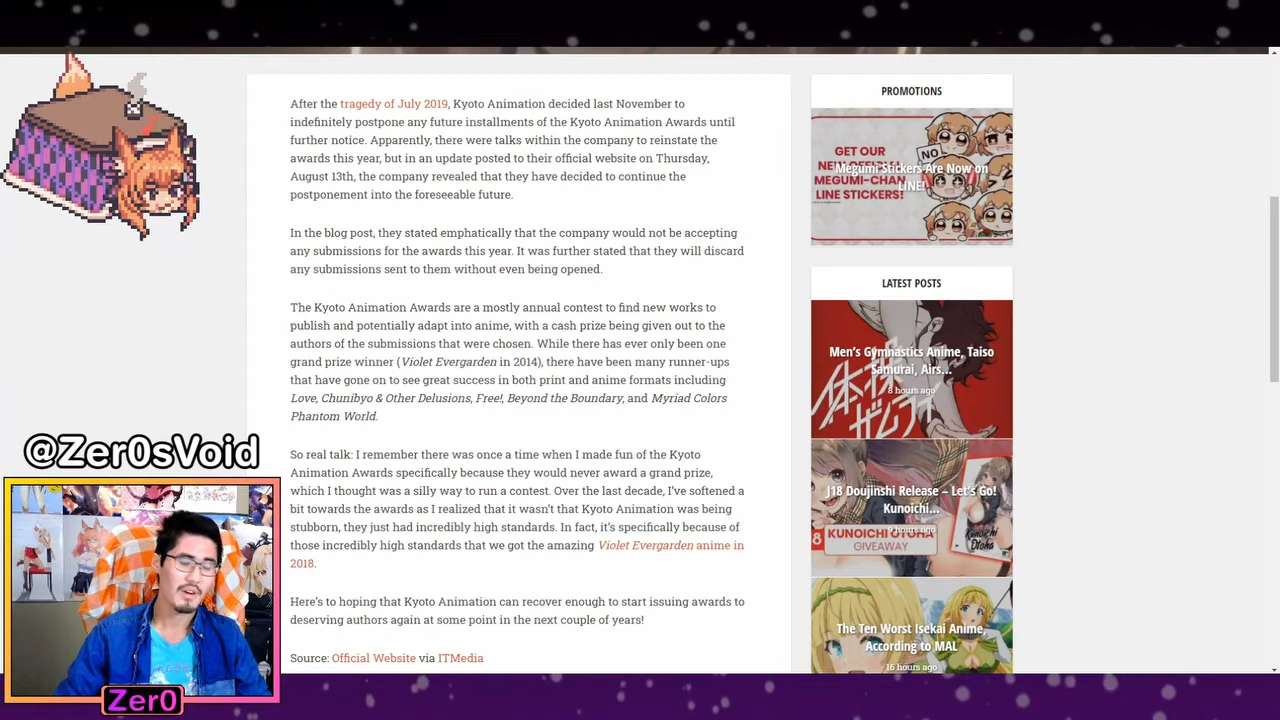 After the tragedy of July 2019, Kyoto Animation decided last November to
indefinitely postpone any future installments of the Kyoto Animation Awards until
further notice. Apparently, there were talks within the company to reinstate the
awards this year, but in an update posted to their official website on Thursday,
August 13th, the company revealed that they have decided to continue the
postponement into the foreseeable future.
In the blog post, they stated emphatically that the company would not be accepting
any submissions for the awards this year. It was further stated that they will discard
any submissions sent to them without even being opened.
The Kyoto Animation Awards are a mostly annual contest to find new works to
publish and potentially adapt into anime, with a cash prize being given out to the
authors of the submissions that were chosen. While there has ever only been one
grand prize winner (Violet Evergarden in 2014), there have been many runner-ups
that have gone on to see great success in both print and anime formats including
Love, Chunibyo & Other Delusions, Free!, Beyond the Boundary, and Myriad Colors
Phantom World.
So real talk: I remember there was once a time when I made fun of the Kyoto
Animation Awards specifically because they would never award a grand prize,
which I thought was a silly way to run a contest. Over the last decade, I've softened a
bit towards the awards as I realized that it wasn't that Kyoto Animation was being
stubborn, they just had incredibly high standards. In fact, it's specifically because of
those incredibly high standards that we got the amazing Violet Evergarden anime in
2018.
Here's to hoping that Kyoto Animation can recover enough to start issuing awards to
deserving authors again at some point in the next couple of years!
Source: Official Website via ITMedia
PROMOTIONS
GET OUR
MEGUMI-CHAN
LINE STICKERS!
NO
Megumi Stickers Are Now on
LINE!
LATEST POSTS
Men's Gymnastics Anime, Taiso
Samurai, Airs...
8 hours ago
体操
ザムライ
J18 Doujinshi Release – Let's Go!
Kunoichi...
9 hours ago
KUNOICHI OTOHA
GIVEAWAY
The Ten Worst Isekai Anime,
According to MAL
16 hours ago
@Zer0sVoid
Zer0